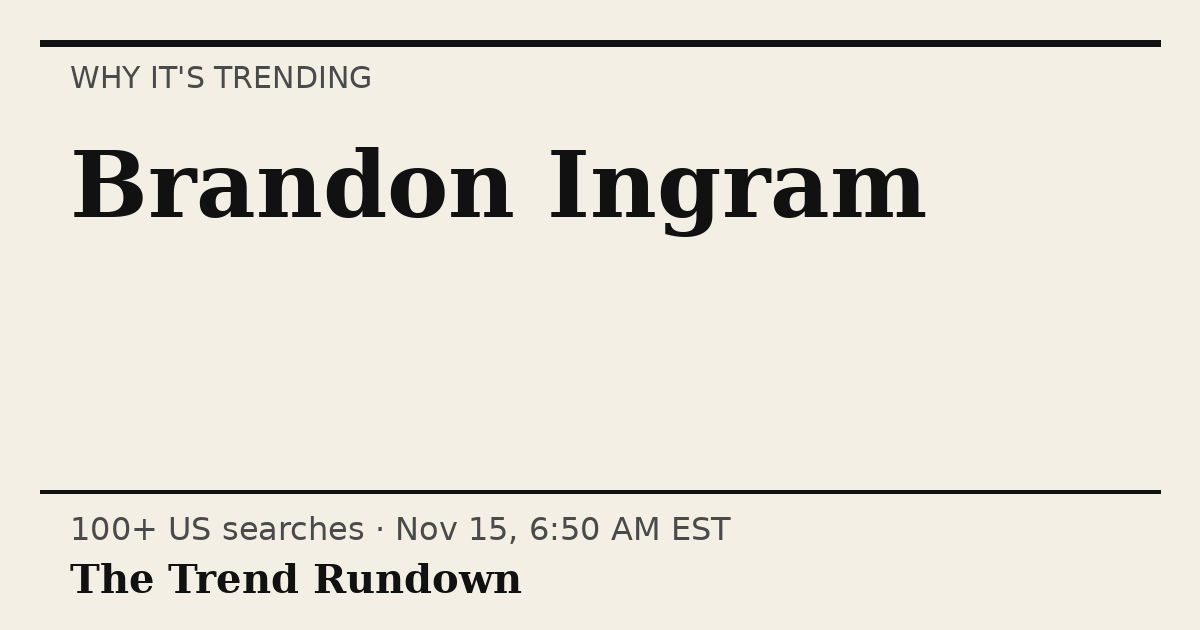 WHY IT'S TRENDING
Brandon Ingram
100+ US searches · Nov 15, 6:50 AM EST
The Trend Rundown